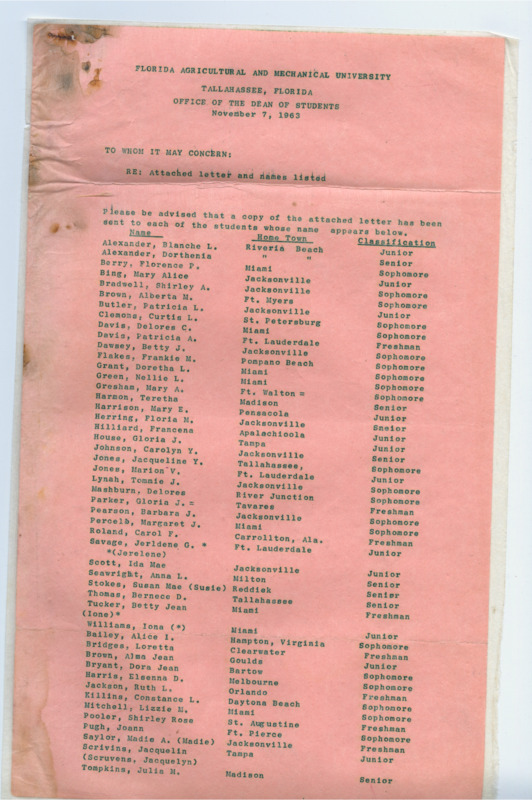 FLORIDA AGRICULTURAL AND MECHANICAL UNIVERSITY
TALLAHASSEE, FLORIDA
OFFICE OF THE DEAN OF STUDENTS
November 7, 1963
TO WHOM IT MAY CONCERN:
RE: Attached letter and names listed
Please be advised that a copy of the attached letter has been
sent to each of the students whose name appears below.
Name Home Town Classification
Alexander, Blanche L. Riveria Beach Junior
Alexander, Dorthenia " " Senior
Berry, Florence P. Miami Sophomore
Bing, Mary Alice Jacksonville Junior
Bradwell, Shirley A. Jacksonville Sophomore
Brown, Alberta M. Ft. Myers Sophomore
Butler, Patricia L. Jacksonville Junior
Clemons, Curtis L. St. Petersburg Sophomore
Davis, Delores C. Miami Sophomore
Davis, Patricia A. Ft. Lauderdale Freshman
Dawsey, Betty J. Jacksonville Sophomore
Flakes, Frankie M. Pompano Beach Sophomore
Grant, Doretha L. Miami Sophomore
Green, Nellie L. Miami Sophomore
Gresham, Mary A. Ft. Walton = Sophomore
Harmon, Teretha Madison Senior
Harrison, Mary E. Pensacola Junior
Herring, Floria M. Jacksonville Sneior
Hilliard, Francena Apalachicola Junior
House, Gloria J. Tampa Junior
Johnson, Carolyn Y. Jacksonville Senior
Jones, Jacqueline Y. Tallahassee, Sophomore
Jones, Marion V. Ft. Lauderdale Junior
Lynah, Tommie J. Jacksonville Sophomore
Mashburn, Delores River Junction Sophomore
Parker, Gloria J. = Tavares Freshman
Pearson, Barbara J. Jacksonville Sophomore
Percelb, Margaret J. Miami Sophomore
Roland, Carol F. Carrollton, Ala. Freshman
Savage, Jerldene G. * Ft. Lauderdale Junior
*(Jerelene)
Scott, Ida Mae Jacksonville Junior
Seawright, Anna L. Milton Senior
Stokes, Susan Mae (Susie) Reddick Senior
Thomas, Bernece D. Tallahassee Senior
Tucker, Betty Jean Miami Freshman
(Ione)*
Williams, Iona (*) Miami Junior
Bailey, Alice I. Hampton, Virginia Sophomore
Bridges, Loretta Clearwater Freshman
Brown, Alma Jean Goulds Junior
Bryant, Dora Jean Bartow Sophomore
Harris, Elsenna D. Melbourne Sophomore
Jackson, Ruth L. Orlando Freshman
Killins, Constance L. Daytona Beach Sophomore
Mitchell, Lizzie M. Miami Sophomore
Pooler, Shirley Rose St. Augustine Freshman
Pugh, Joann Ft. Pierce Sophomore
Saylor, Madie A. (Madie) Jacksonville Freshman
Scrivins, Jacquelin Tampa Junior
(Scruvens, Jacquelyn)
Tompkins, Julia H. Madison Senior